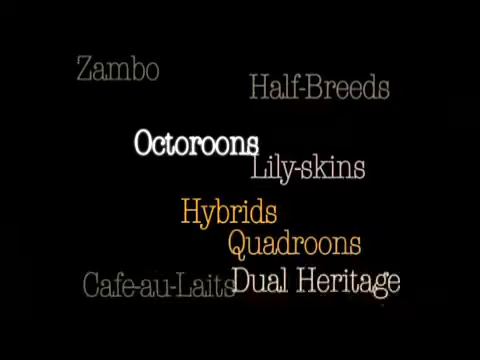 Zambo
Half-Breeds
Octoroons
Lily-skins
Hybrids
Quadroons
Cafe-au-Laits
Dual Heritage